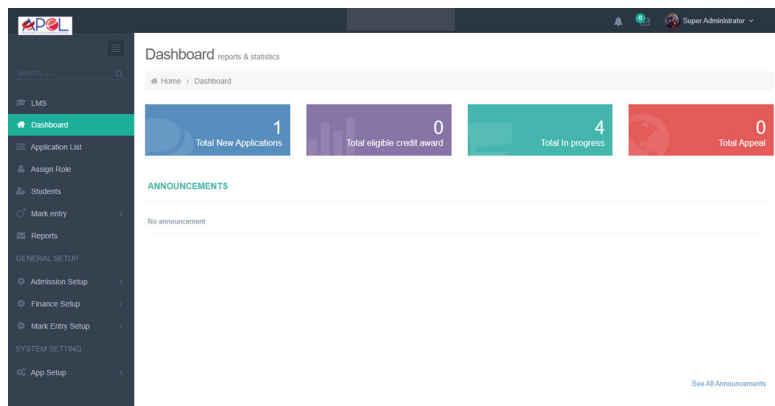 APEL
0
Super Administrator
Search...
LMS
Dashboard
Application List
Assign Role
Students
Mark entry
Reports
GENERAL SETUP
Admission Setup
Finance Setup
Mark Entry Setup
SYSTEM SETTING
App Setup
Dashboard reports & statistics
Home > Dashboard
1
Total New Applications
0
Total eligible credit award
4
Total In progress
0
Total Appeal
ANNOUNCEMENTS
No announcement
See All Announcements